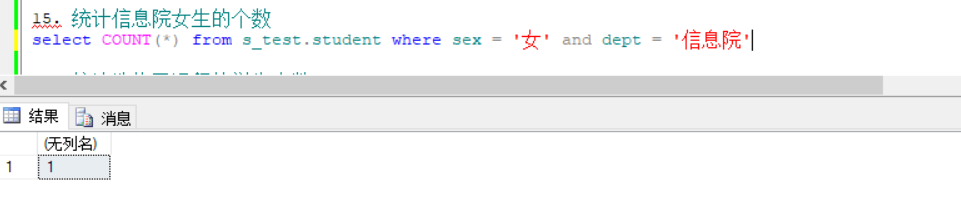 15. 统计信息院女生的个数
select COUNT(*) from s_test.student where sex = '女' and dept = '信息院'
结果
消息
(无列名)
1 1